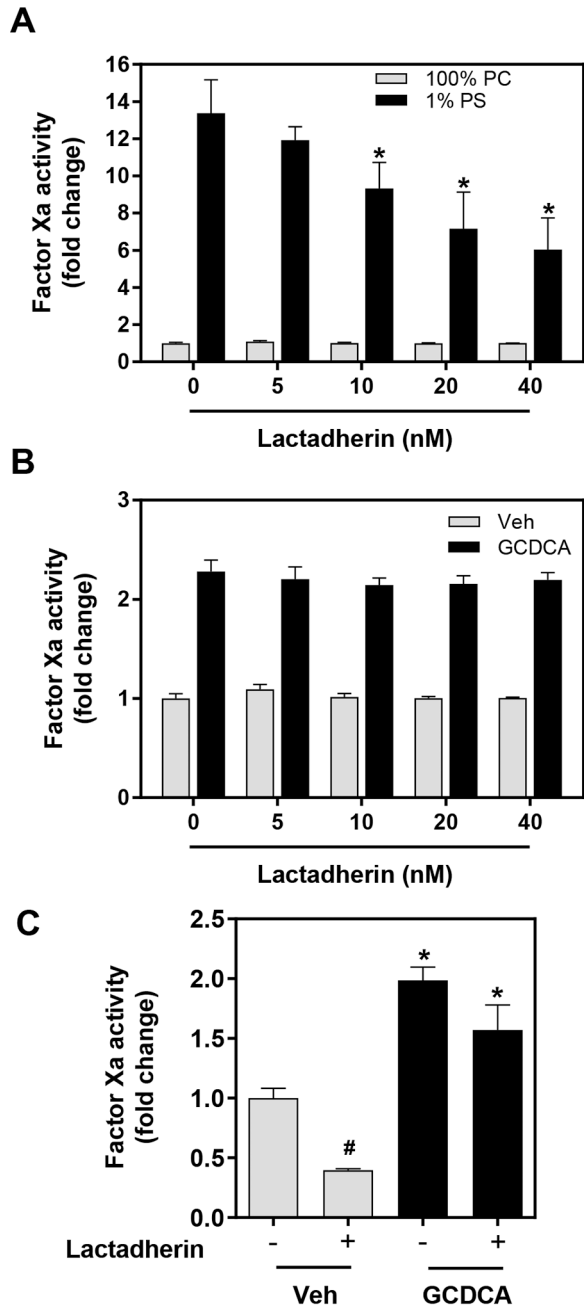 A
Factor Xa activity
(fold change)
16
14
12
10
8
6
4
2
0
100% PC
1% PS
* * *
0 5 10 20 40
Lactadherin (nM)
B
Factor Xa activity
(fold change)
3
2
1
0
Veh
GCDCA
0 5 10 20 40
Lactadherin (nM)
C
Factor Xa activity
(fold change)
2.5
2.0
1.5
1.0
0.5
0.0
# * *
Lactadherin - + - +
Veh GCDCA